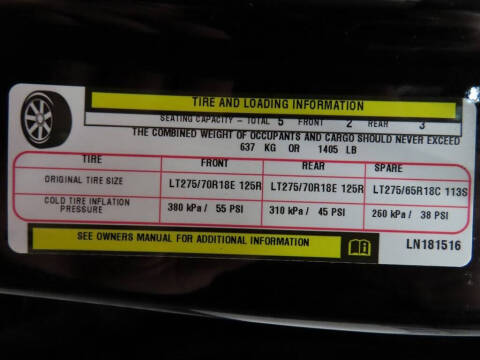 TIRE AND LOADING INFORMATION
SEATING CAPACITY - TOTAL 5 FRONT 2 REAR 3
THE COMBINED WEIGHT OF OCCUPANTS AND CARGO SHOULD NEVER EXCEED
637 KG OR 1405 LB
TIRE FRONT REAR SPARE
ORIGINAL TIRE SIZE LT275/70R18E 125R LT275/70R18E 125R LT275/65R18C 113S
COLD TIRE INFLATION PRESSURE 380 kPa / 55 PSI 310 kPa / 45 PSI 260 kPa / 38 PSI
SEE OWNERS MANUAL FOR ADDITIONAL INFORMATION LN181516